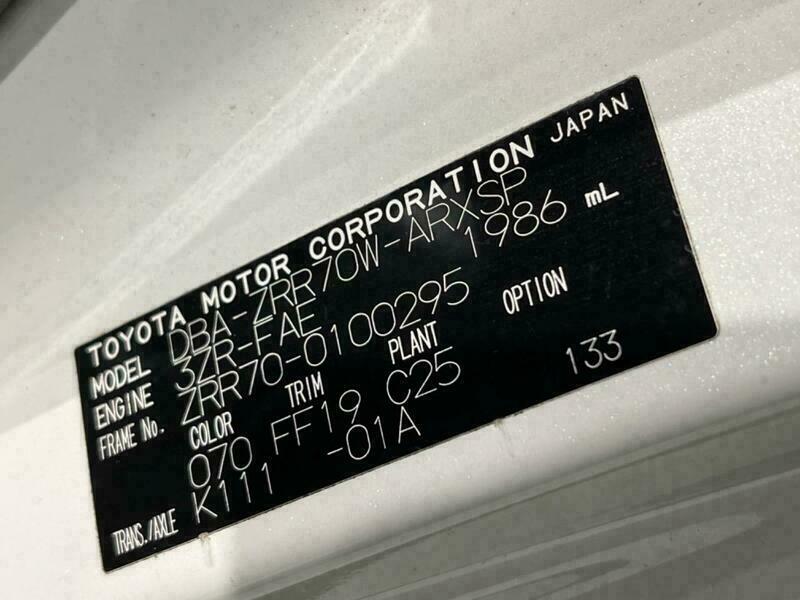 TOYOTA MOTOR CORPORATION JAPAN
MODEL DBA-ZRR70W-ARXSP
ENGINE 3ZR-FAE 1986 mL
FRAME No. ZRR70-0100295
COLOR TRIM PLANT OPTION
070 FF19 C25 133
TRANS./AXLE K111 -01A